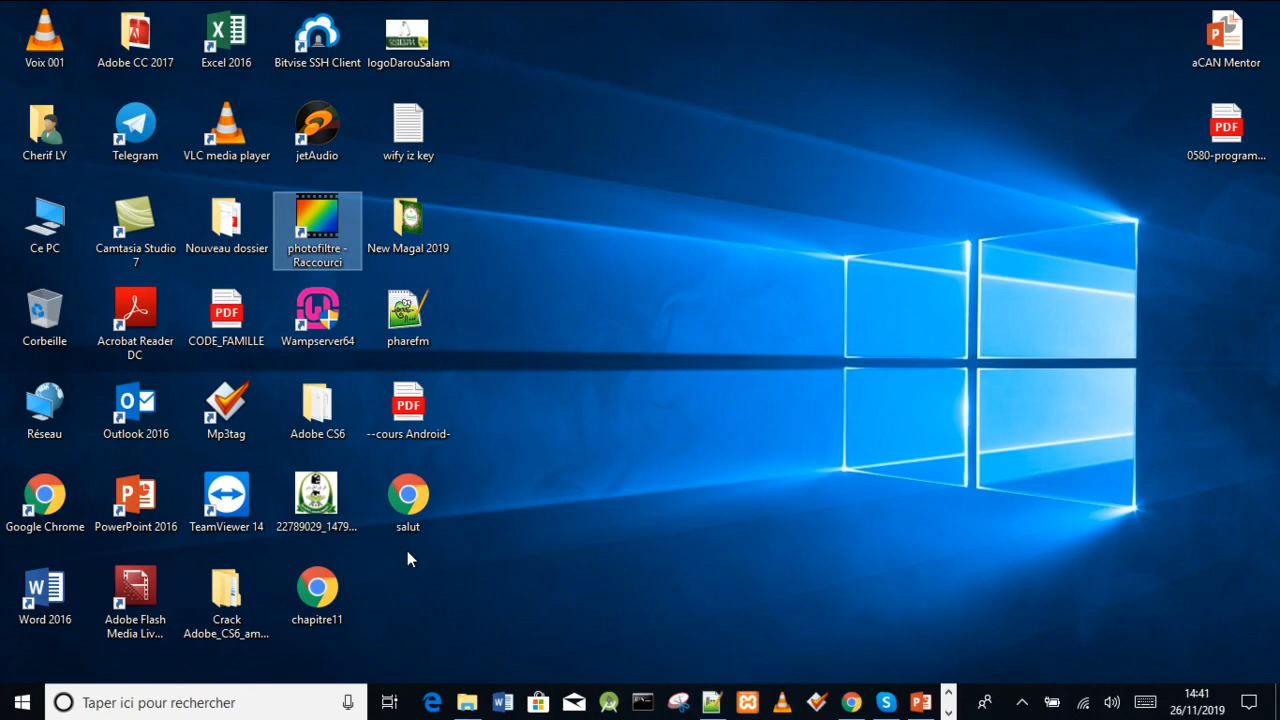 Voix 001
Adobe CC 2017
Excel 2016
Bitvise SSH Client
logoDarouSalam
aCAN Mentor
Cherif LY
Telegram
VLC media player
jetAudio
wify iz key
PDF
0580-program...
Ce PC
Camtasia Studio
7
Nouveau dossier
photofiltre -
Raccourci
New Magal 2019
Corbeille
Acrobat Reader
DC
PDF
CODE_FAMILLE
Wampserver64
pharefm
Réseau
Outlook 2016
Mp3tag
Adobe CS6
PDF
--cours Android-
Google Chrome
PowerPoint 2016
TeamViewer 14
22789029_1479...
salut
Word 2016
Adobe Flash
Media Liv...
Crack
Adobe_CS6_am...
chapitre11
Taper ici pour rechercher
14:41
26/11/2019